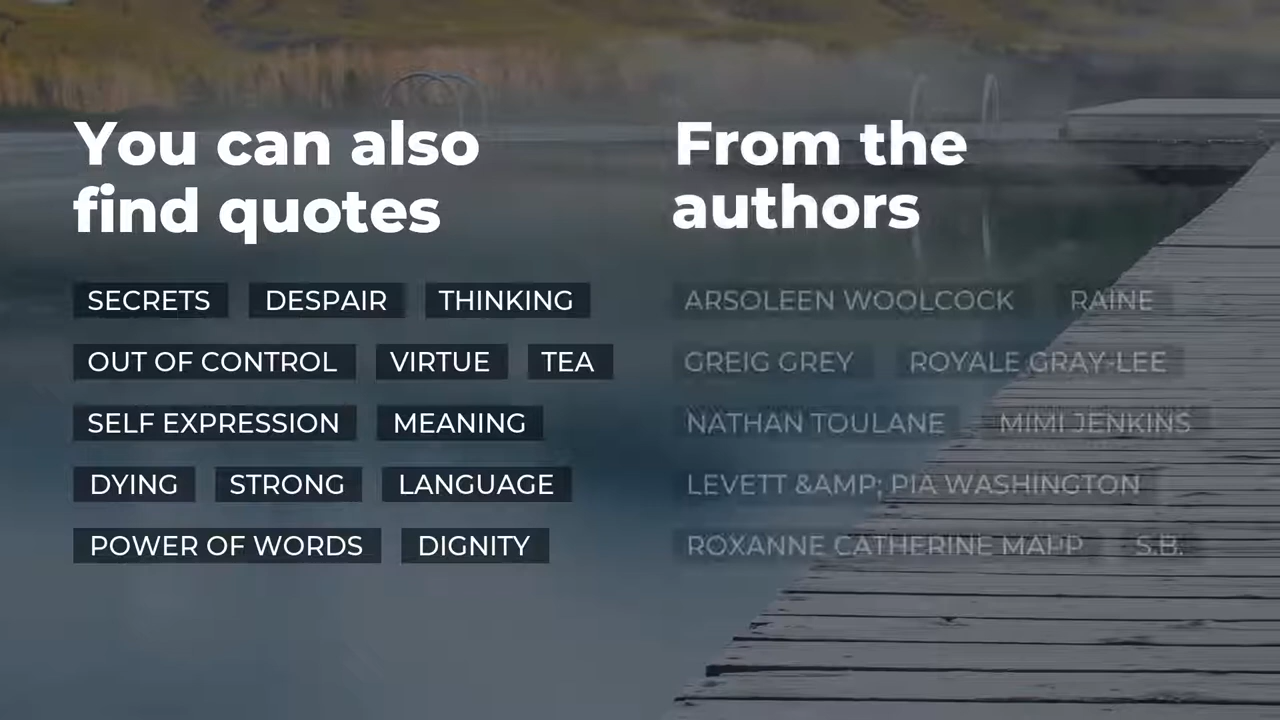 You can also
find quotes
SECRETS DESPAIR THINKING
OUT OF CONTROL VIRTUE TEA
SELF EXPRESSION MEANING
DYING STRONG LANGUAGE
POWER OF WORDS DIGNITY
From the
authors
ARSOLEEN WOOLCOCK RAINE
GREIG GREY ROYALE GRAY-LEE
NATHAN TOULANE MIMI JENKINS
LEVETT &AMP; PIA WASHINGTON
ROXANNE CATHERINE MAPP S.B.